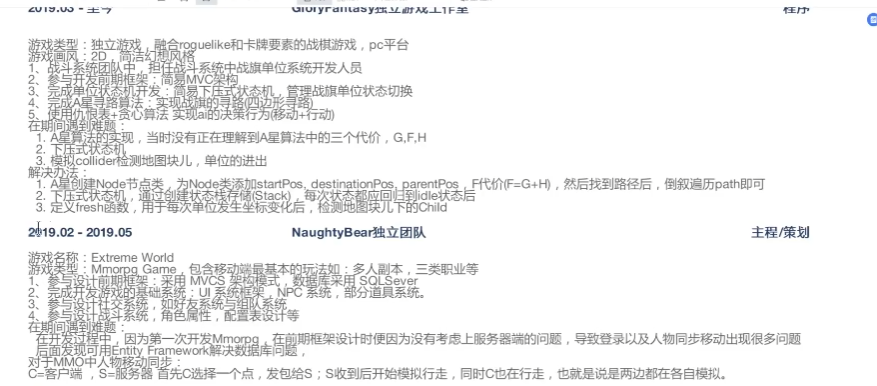 2019.03 - 至今 GloryFantasy独立游戏工作室 程序
游戏类型：独立游戏，融合roguelike和卡牌要素的战棋游戏，pc平台
游戏画风：2D，简洁幻想风格
1、战斗系统团队中，担任战斗系统中战旗单位系统开发人员
2、参与开发前期框架：简易MVC架构
3、完成单位状态机开发：简易下压式状态机，管理战旗单位状态切换
4、完成A星寻路算法：实现战旗的寻路(四边形寻路)
5、使用仇恨表+贪心算法 实现ai的决策行为(移动+行动)
在期间遇到难题：
1. A星算法的实现，当时没有正在理解到A星算法中的三个代价，G,F,H
2. 下压式状态机
3. 模拟collider检测地图块儿，单位的进出
解决办法：
1. A星创建Node节点类，为Node类添加startPos, destinationPos, parentPos，F代价(F=G+H)，然后找到路径后，倒叙遍历path即可
2. 下压式状态机，通过创建状态栈存储(Stack)，每次状态都应回归到idle状态后
3. 定义fresh函数，用于每次单位发生坐标变化后，检测地图块儿下的Child
2019.02 - 2019.05 NaughtyBear独立团队 主程/策划
游戏名称：Extreme World
游戏类型：Mmorpg Game，包含移动端最基本的玩法如：多人副本，三类职业等
1、参与设计前期框架：采用 MVCS 架构模式，数据库采用 SQLSever
2、完成开发游戏的基础系统：UI 系统框架，NPC 系统，部分道具系统。
3、参与设计社交系统，如好友系统与组队系统
4、参与设计战斗系统，角色属性，配置表设计等
在期间遇到难题：
在开发过程中，因为第一次开发Mmorpg，在前期框架设计时便因为没有考虑上服务器端的问题，导致登录以及人物同步移动出现很多问题
后面发现可用Entity Framework解决数据库问题，
对于MMO中人物移动同步：
C=客户端 ，S=服务器 首先C选择一个点，发包给S；S收到后开始模拟行走，同时C也在行走，也就是说是两边都在各自模拟。